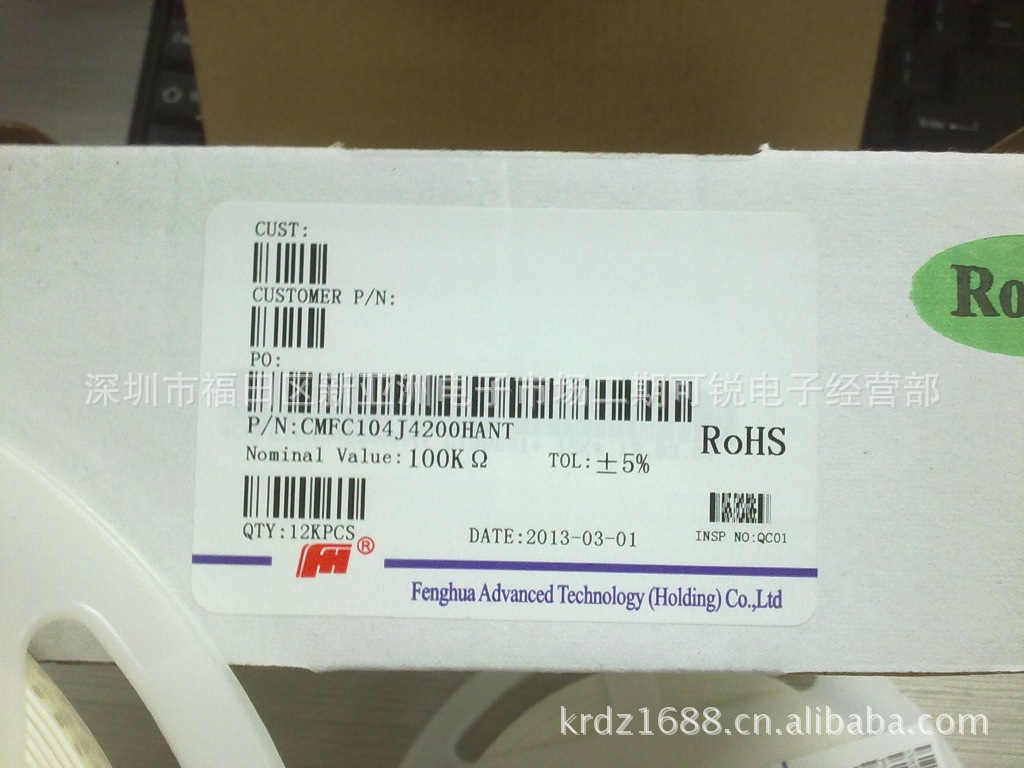 CUST:
CUSTOMER P/N:
PO:
深圳市福田区新亚洲电子市场二期可锐电子经营部
P/N:CMFC104J4200HANT
RoHS
Nominal Value:100KΩ TOL:±5%
QTY:12KPCS
DATE:2013-03-01
INSP NO:QC01
FH®
Fenghua Advanced Technology (Holding) Co.,Ltd
Ro
krdz1688.cn.alibaba.com